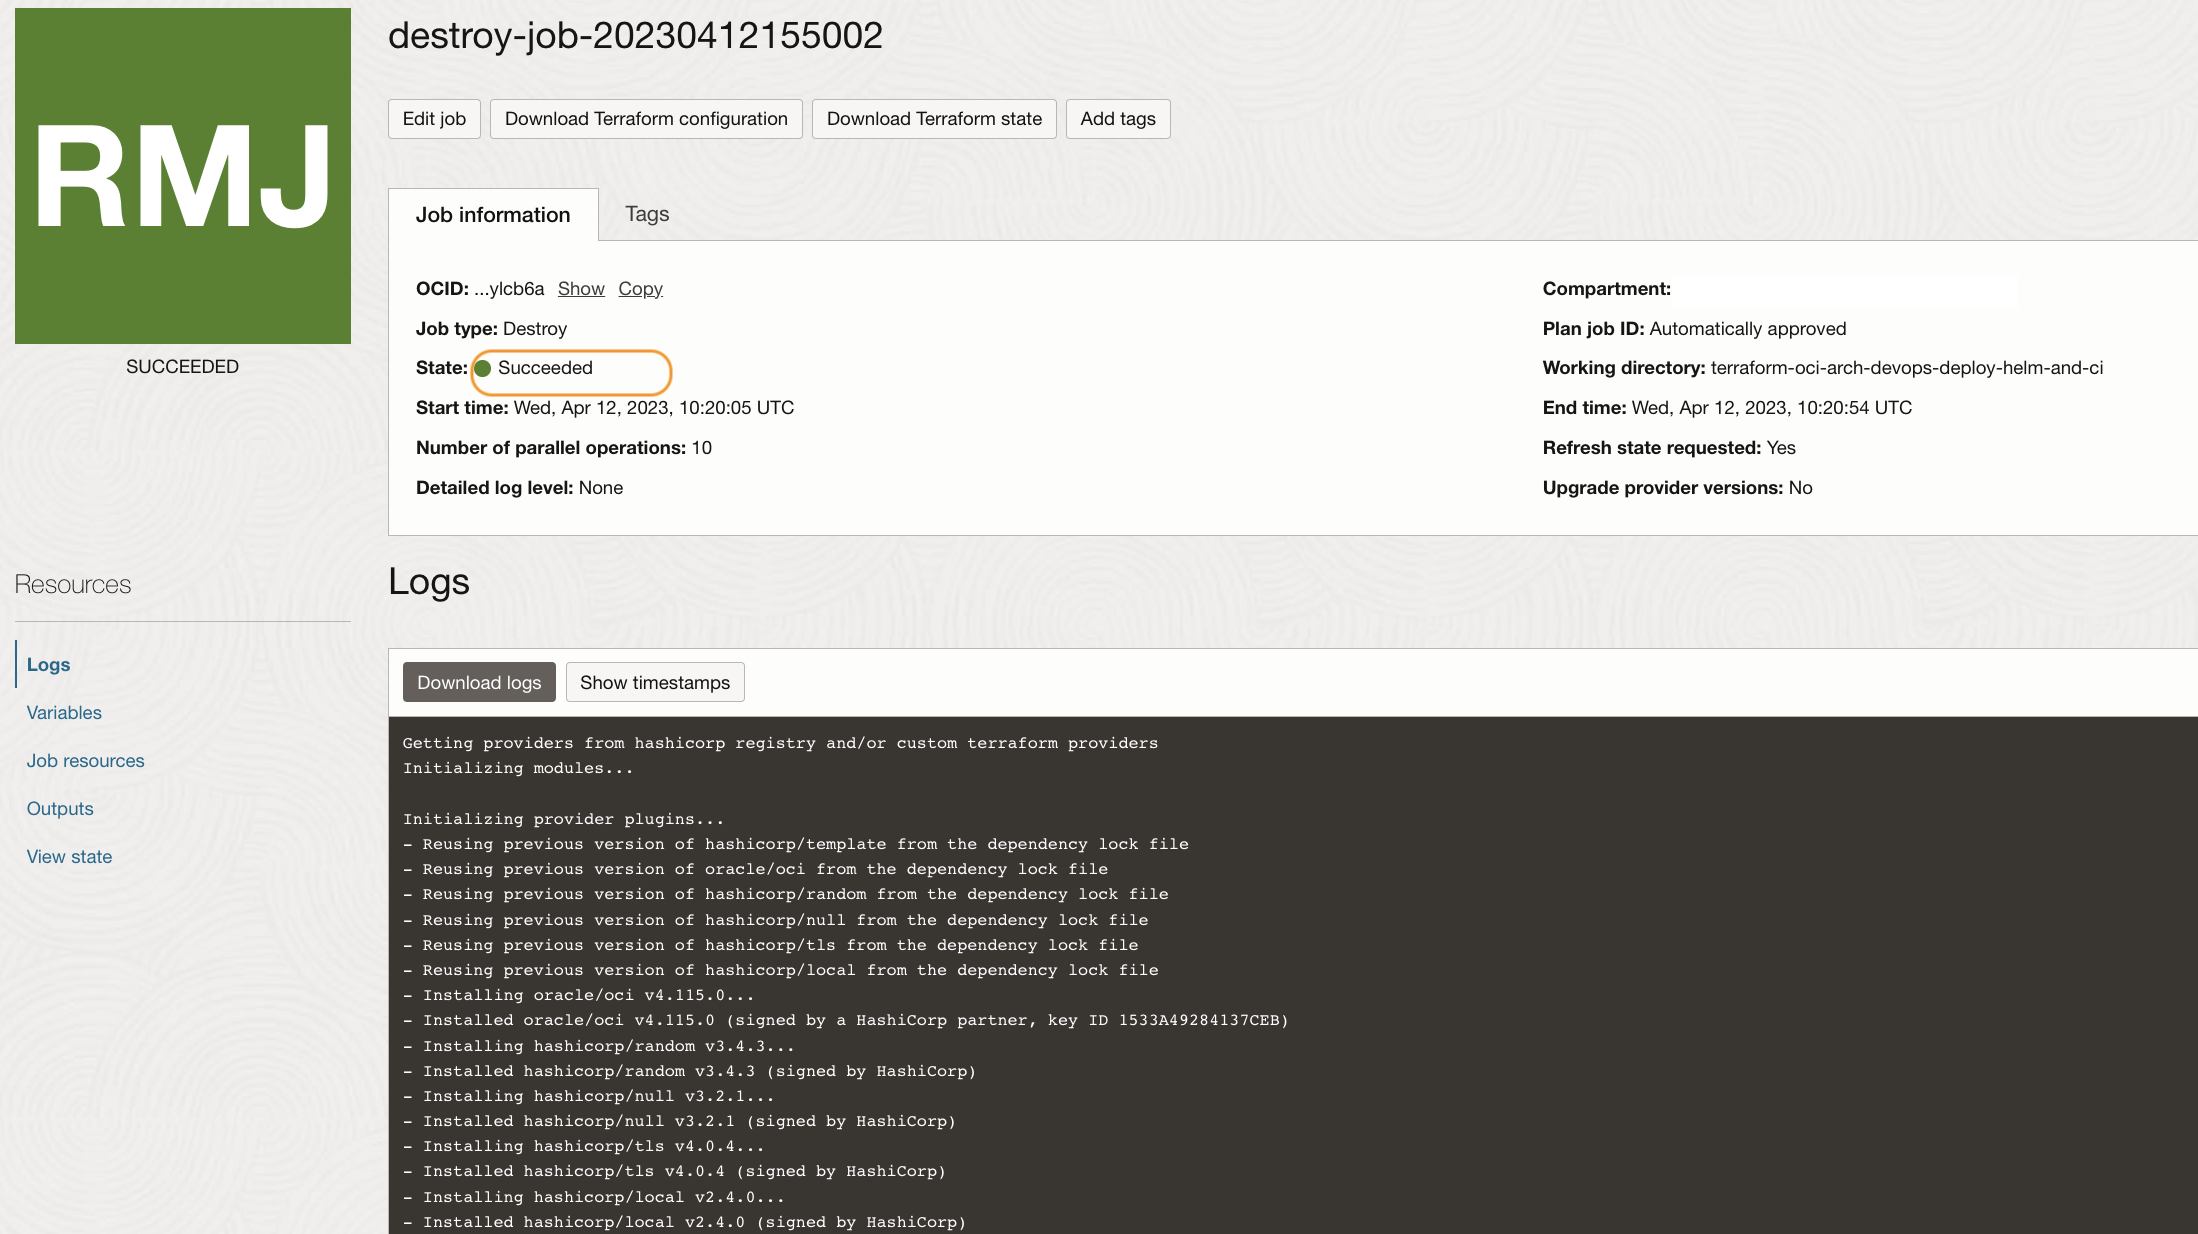 RMJ
SUCCEEDED
destroy-job-20230412155002
Edit job
Download Terraform configuration
Download Terraform state
Add tags
Job information
Tags
OCID: ...ylcb6a Show Copy
Job type: Destroy
State: Succeeded
Start time: Wed, Apr 12, 2023, 10:20:05 UTC
Number of parallel operations: 10
Detailed log level: None
Compartment:
Plan job ID: Automatically approved
Working directory: terraform-oci-arch-devops-deploy-helm-and-ci
End time: Wed, Apr 12, 2023, 10:20:54 UTC
Refresh state requested: Yes
Upgrade provider versions: No
Resources
Logs
Variables
Job resources
Outputs
View state
Logs
Download logs
Show timestamps
Getting providers from hashicorp registry and/or custom terraform providers
Initializing modules...
Initializing provider plugins...
- Reusing previous version of hashicorp/template from the dependency lock file
- Reusing previous version of oracle/oci from the dependency lock file
- Reusing previous version of hashicorp/random from the dependency lock file
- Reusing previous version of hashicorp/null from the dependency lock file
- Reusing previous version of hashicorp/tls from the dependency lock file
- Reusing previous version of hashicorp/local from the dependency lock file
- Installing oracle/oci v4.115.0...
- Installed oracle/oci v4.115.0 (signed by a HashiCorp partner, key ID 1533A49284137CEB)
- Installing hashicorp/random v3.4.3...
- Installed hashicorp/random v3.4.3 (signed by HashiCorp)
- Installing hashicorp/null v3.2.1...
- Installed hashicorp/null v3.2.1 (signed by HashiCorp)
- Installing hashicorp/tls v4.0.4...
- Installed hashicorp/tls v4.0.4 (signed by HashiCorp)
- Installing hashicorp/local v2.4.0...
- Installed hashicorp/local v2.4.0 (signed by HashiCorp)